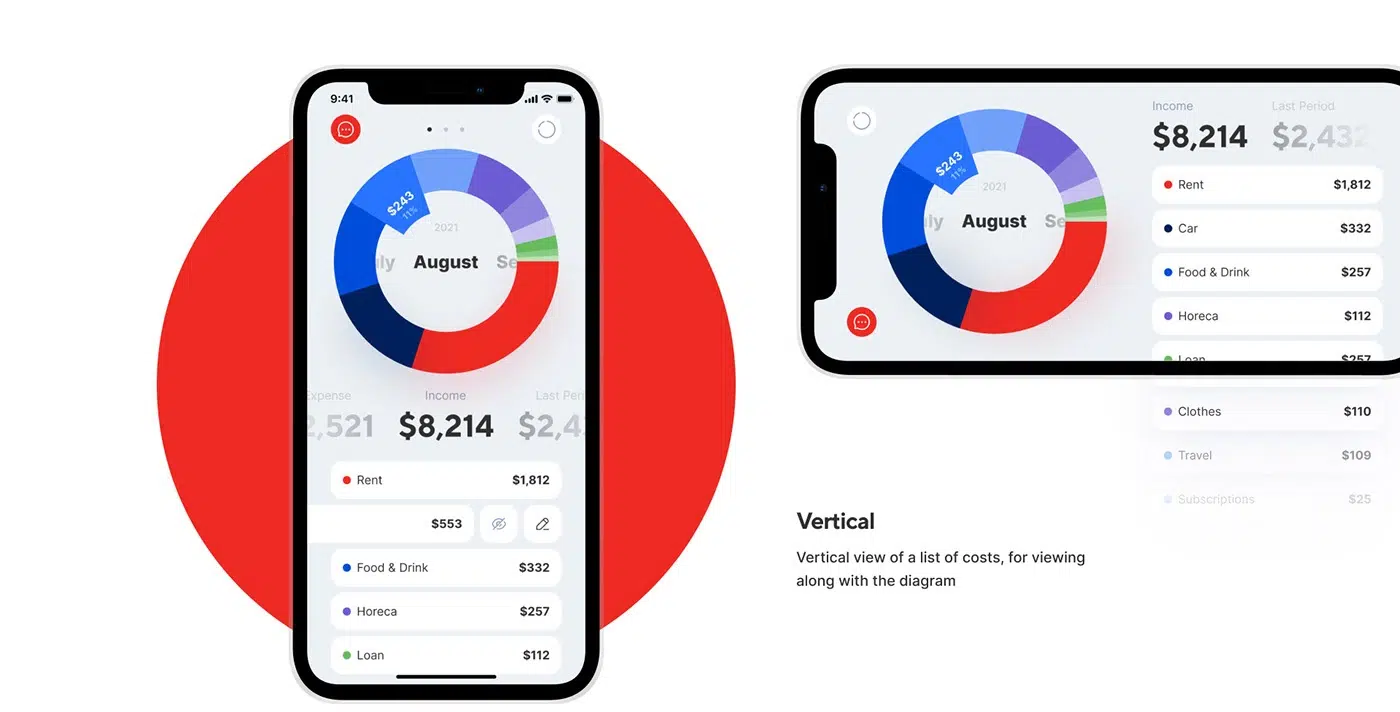 9:41
$243
11%
2021
ly August Se
Expense Income Last Peri
2,521 $8,214 $2,4
Rent $1,812
$553
Food & Drink $332
Horeca $257
Loan $112
$243
11%
2021
ly August Se
Income Last Period
$8,214 $2,432
Rent $1,812
Car $332
Food & Drink $257
Horeca $112
Loan $257
Clothes $110
Travel $109
Subscriptions $25
Vertical
Vertical view of a list of costs, for viewing
along with the diagram